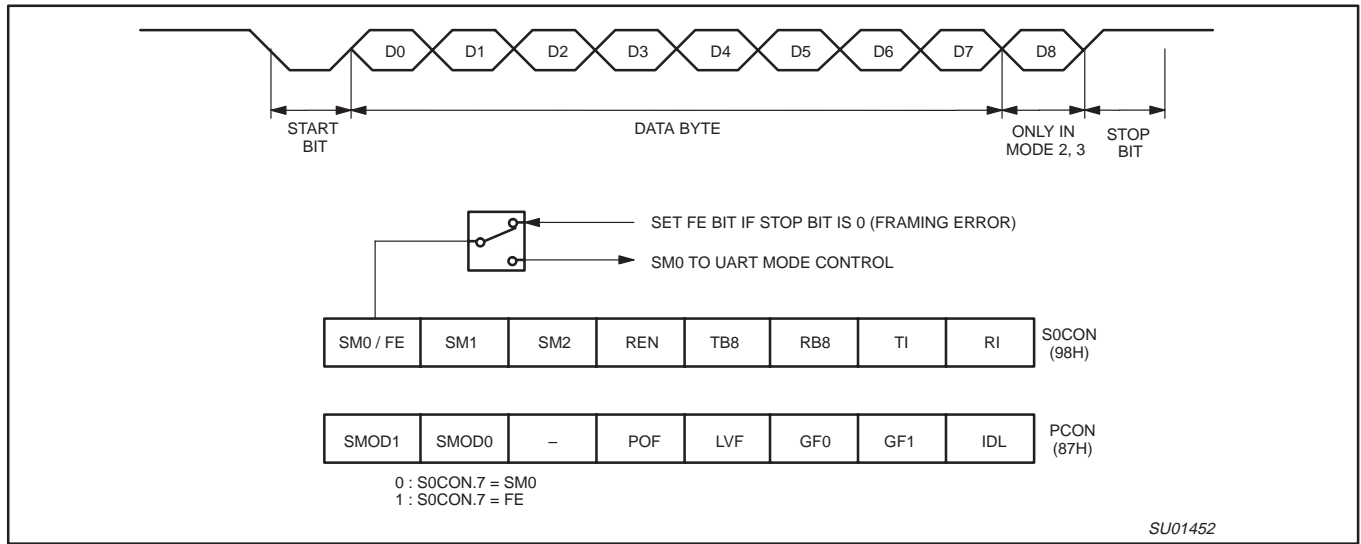 D0 D1 D2 D3 D4 D5 D6 D7 D8
START
BIT
DATA BYTE
ONLY IN
MODE 2, 3
STOP
BIT
SET FE BIT IF STOP BIT IS 0 (FRAMING ERROR)
SM0 TO UART MODE CONTROL
SM0 / FE SM1 SM2 REN TB8 RB8 TI RI
S0CON
(98H)
SMOD1 SMOD0 – POF LVF GF0 GF1 IDL
PCON
(87H)
0 : S0CON.7 = SM0
1 : S0CON.7 = FE
SU01452